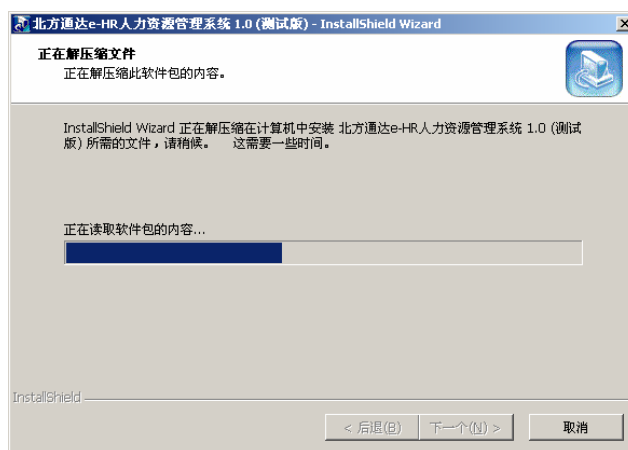 北方通达e-HR人力资源管理系统 1.0 (测试版) - InstallShield Wizard
正在解压缩文件
正在解压缩此软件包的内容。
InstallShield Wizard 正在解压缩在计算机中安装 北方通达e-HR人力资源管理系统 1.0 (测试
版) 所需的文件，请稍候。 这需要一些时间。
正在读取软件包的内容...
InstallShield
< 后退(B) 下一个(N) > 取消